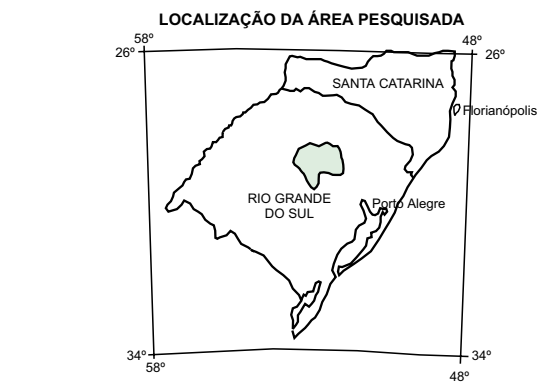 LOCALIZAÇÃO DA ÁREA PESQUISADA
58º
48º
26º
26º
SANTA CATARINA
Florianópolis
RIO GRANDE
DO SUL
Porto Alegre
34º
34º
58º
48º